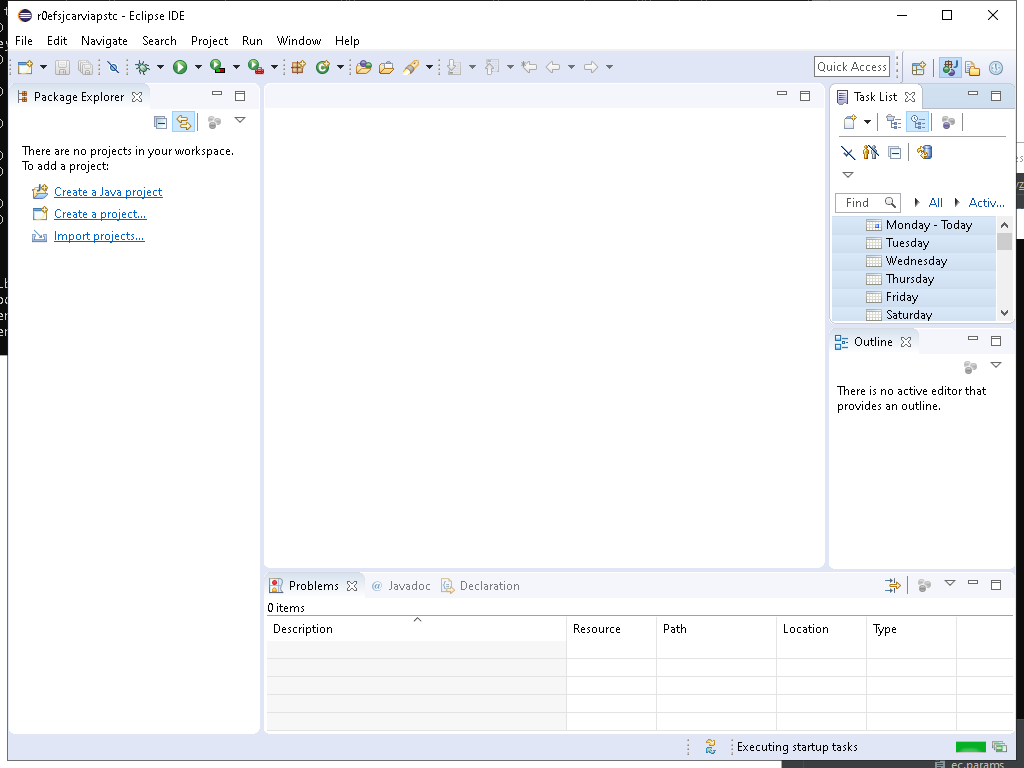 r0efsjcarviapstc - Eclipse IDE
File Edit Navigate Search Project Run Window Help
Quick Access
Package Explorer
There are no projects in your workspace.
To add a project:
Create a Java project
Create a project...
Import projects...
Task List
Find All Activ...
Monday - Today
Tuesday
Wednesday
Thursday
Friday
Saturday
Outline
There is no active editor that
provides an outline.
Problems @ Javadoc Declaration
0 items
Description Resource Path Location Type
Executing startup tasks
ec.params